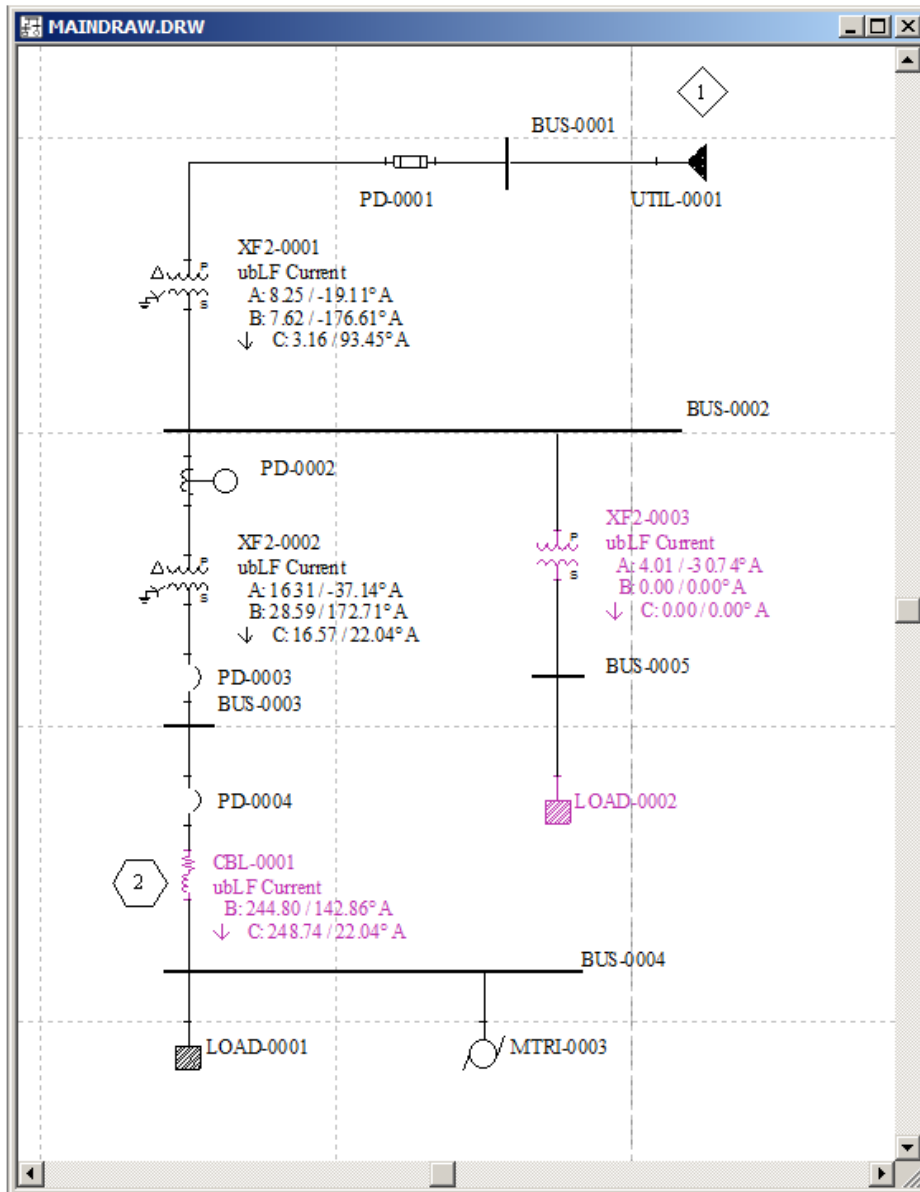 MAINDRAW.DRW
1
BUS-0001
PD-0001
UTIL-0001
XF2-0001
ubLF Current
A: 8.25 / -19.11° A
B: 7.62 / -176.61° A
C: 3.16 / 93.45° A
P
S
BUS-0002
PD-0002
XF2-0002
ubLF Current
A: 16.31 / -37.14° A
B: 28.59 / 172.71° A
C: 16.57 / 22.04° A
P
S
XF2-0003
ubLF Current
A: 4.01 / -30.74° A
B: 0.00 / 0.00° A
C: 0.00 / 0.00° A
P
S
PD-0003
BUS-0003
BUS-0005
PD-0004
LOAD-0002
2
CBL-0001
ubLF Current
B: 244.80 / 142.86° A
C: 248.74 / 22.04° A
BUS-0004
LOAD-0001
MTRI-0003